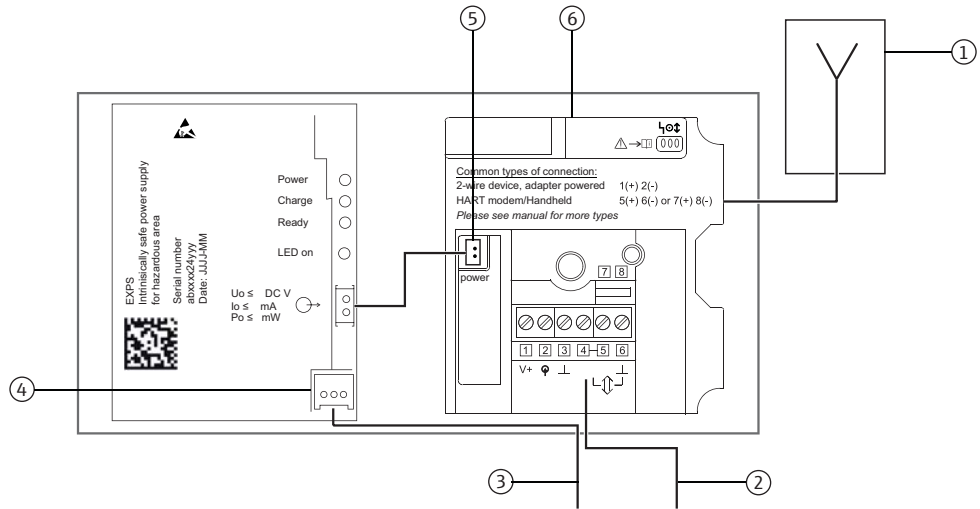 5
6
1
Common types of connection:
2-wire device, adapter powered 1(+) 2(-)
HART modem/Handheld 5(+) 6(-) or 7(+) 8(-)
Please see manual for more types
000
Power
Charge
Ready
LED on
Uo ≤ DC V
Io ≤ mA
Po ≤ mW
EXPS
Intrinisically safe power supply
for hazardous area
Serial number
abxxxx24yyy
Date: JJJJ-MM
power
7 8
1 2 3 4 5 6
V+
4
3
2